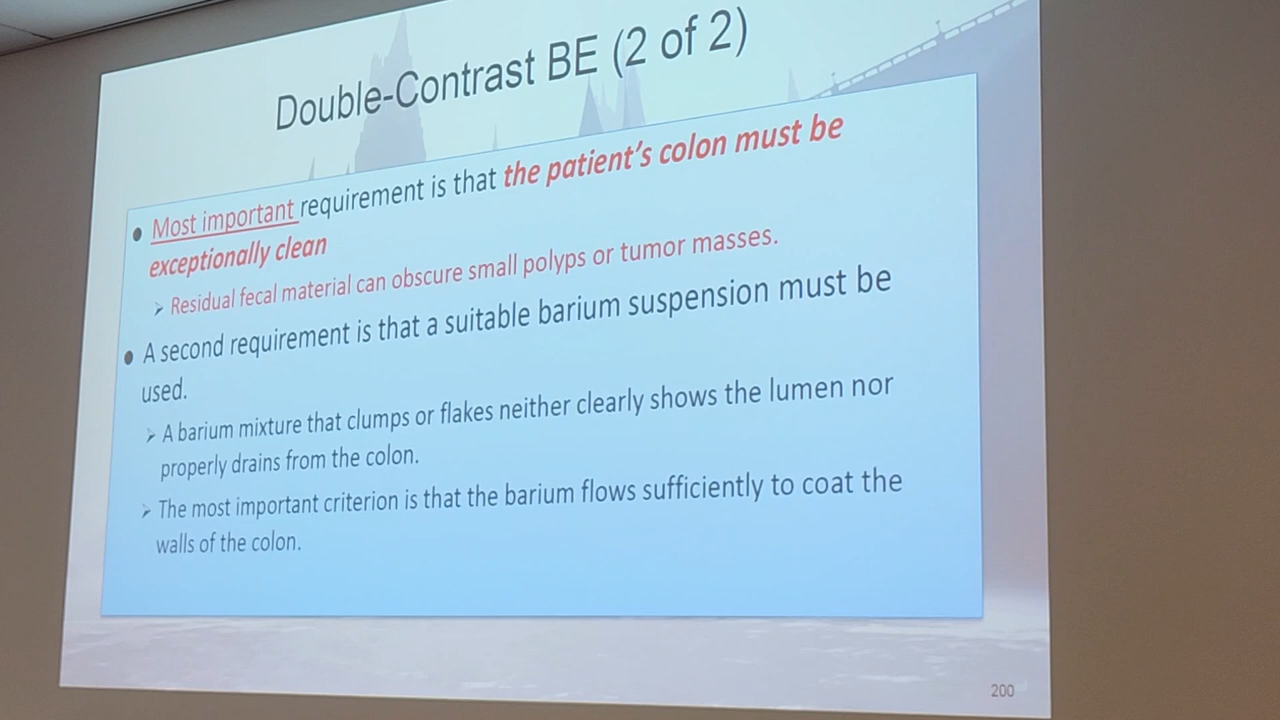 Double-Contrast BE (2 of 2)
• Most important requirement is that the patient's colon must be
exceptionally clean
➢ Residual fecal material can obscure small polyps or tumor masses.
• A second requirement is that a suitable barium suspension must be
used.
➢ A barium mixture that clumps or flakes neither clearly shows the lumen nor
properly drains from the colon.
➢ The most important criterion is that the barium flows sufficiently to coat the
walls of the colon.
200